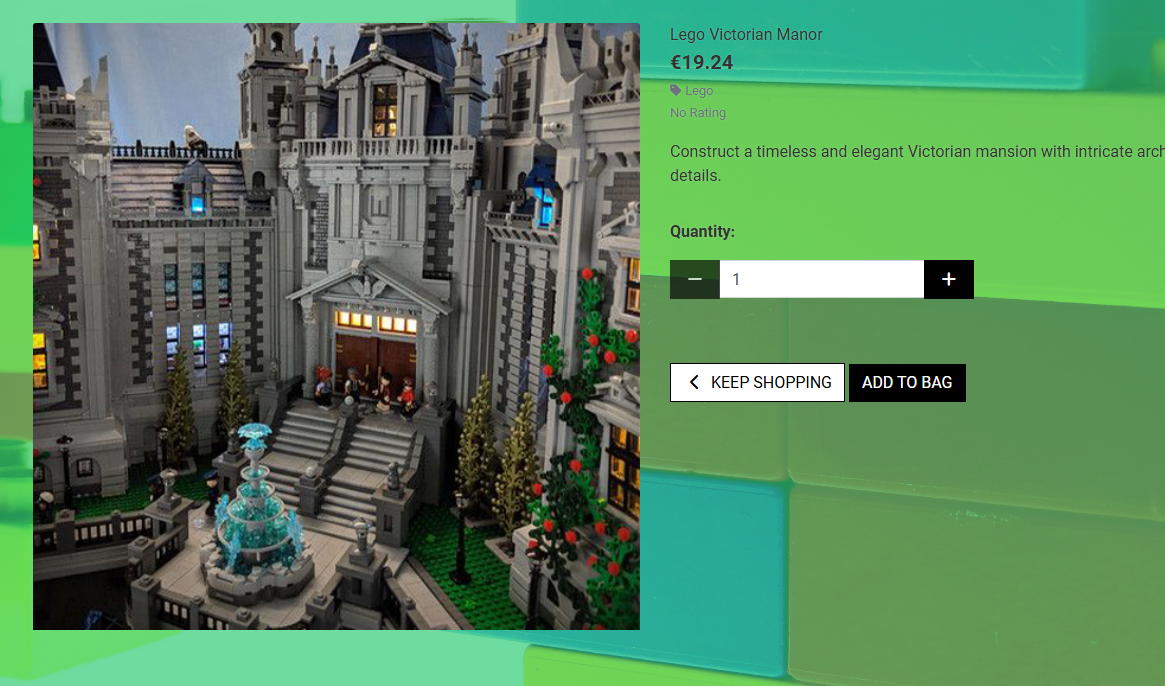 Lego Victorian Manor
€19.24
Lego
No Rating
Construct a timeless and elegant Victorian mansion with intricate arch
details.
Quantity:
1
KEEP SHOPPING
ADD TO BAG